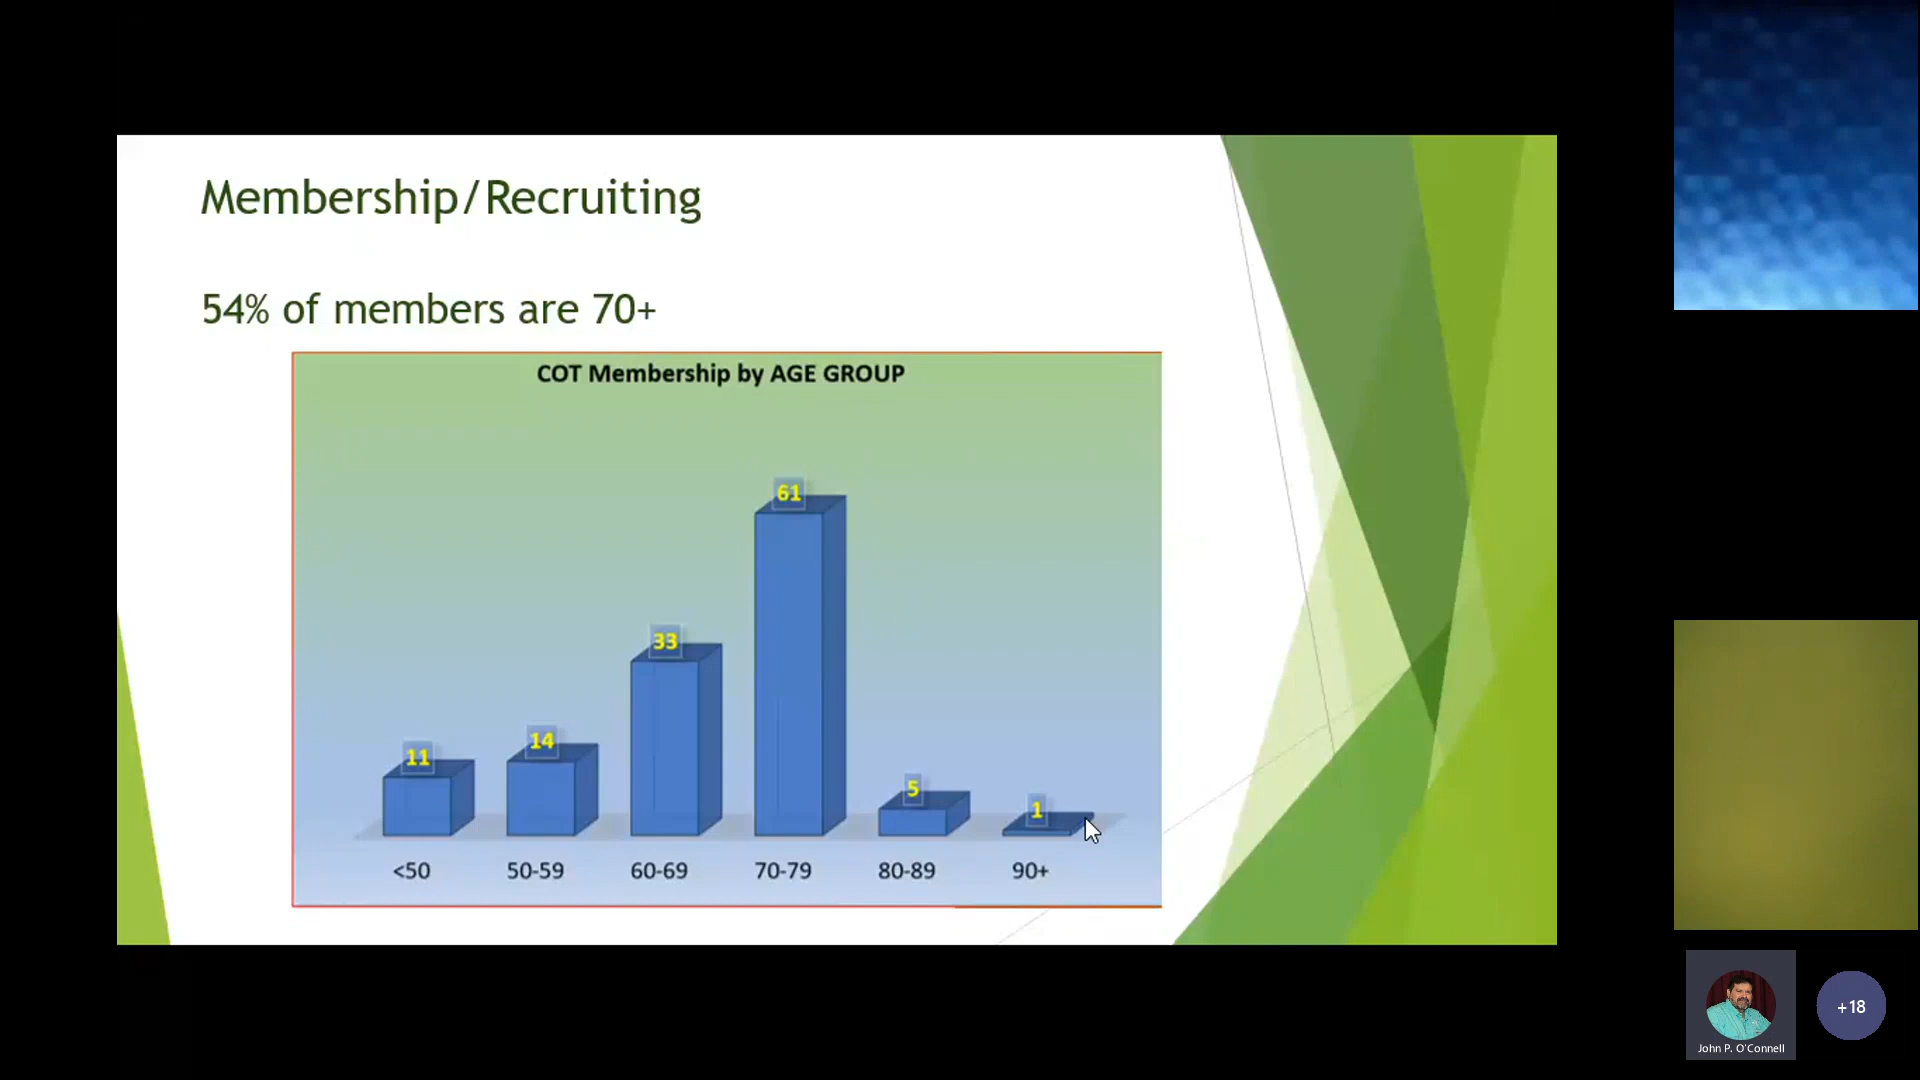 Membership/Recruiting
54% of members are 70+
COT Membership by AGE GROUP
61
33
14
11
5
1
<50 50-59 60-69 70-79 80-89 90+
John P. O'Connell
+18